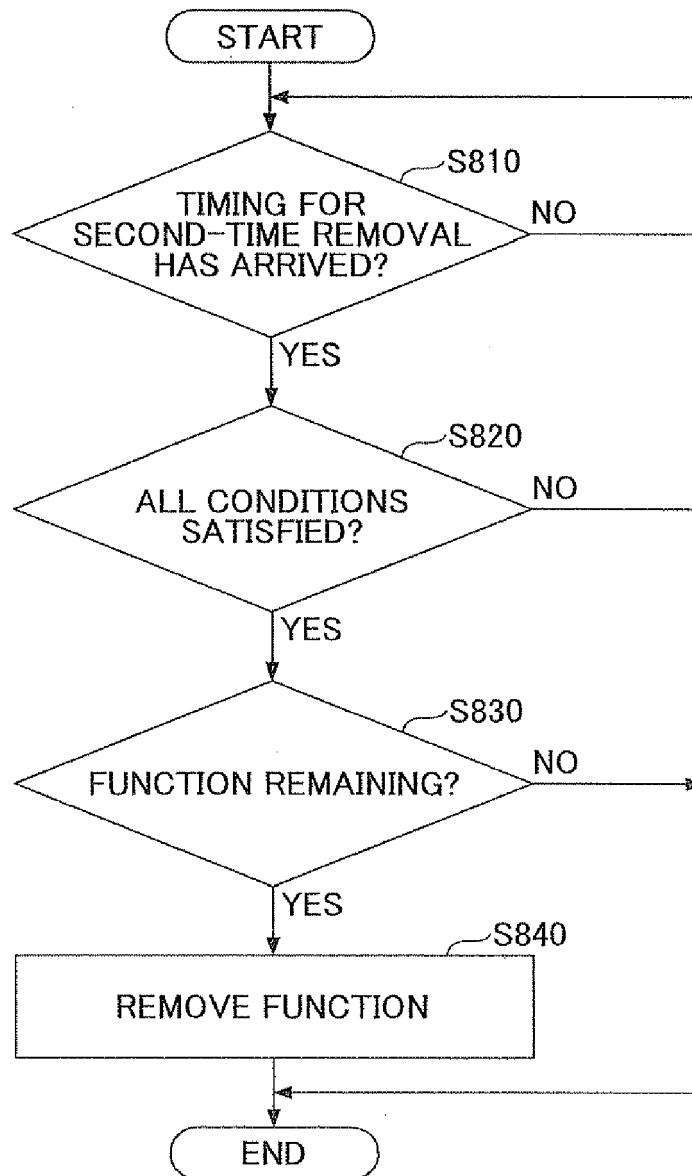 START
S810
TIMING FOR
SECOND-TIME REMOVAL
HAS ARRIVED?
NO
YES
S820
ALL CONDITIONS
SATISFIED?
NO
YES
S830
FUNCTION REMAINING?
NO
YES
S840
REMOVE FUNCTION
END